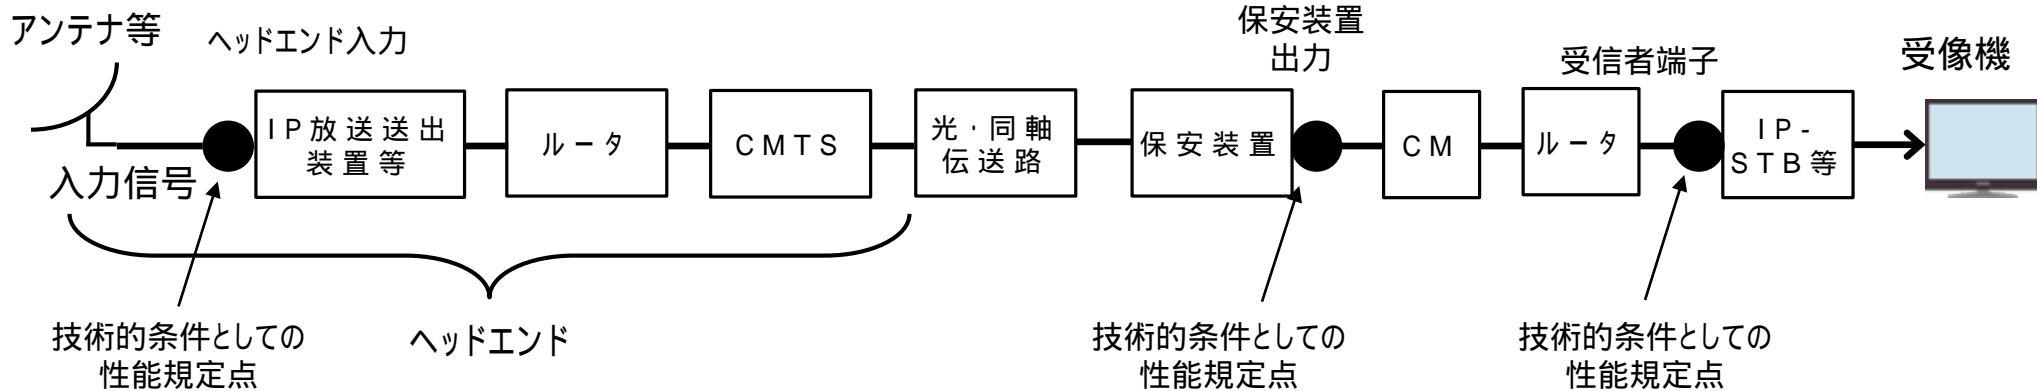 アンテナ等
ヘッドエンド入力
保安装置
出力
受信者端子
受像機
IP放送送出
装置等
ルータ
CMTS
光・同軸
伝送路
保安装置
CM
ルータ
IP-
STB等
入力信号
技術的条件としての
性能規定点
ヘッドエンド
技術的条件としての
性能規定点
技術的条件としての
性能規定点